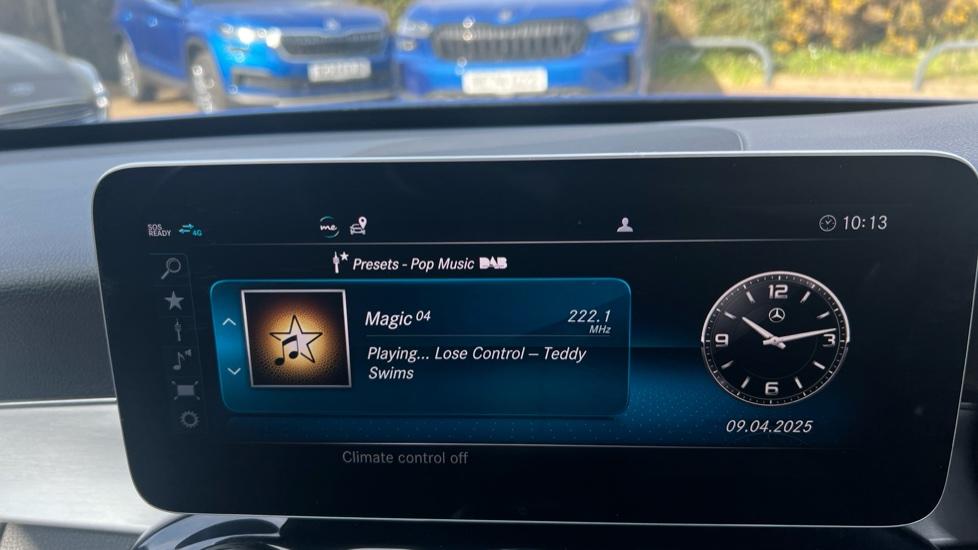 SOS
READY
4G
me
10:13
Presets - Pop Music DAB
Magic 04
222.1
MHz
Playing... Lose Control – Teddy
Swims
12
9
3
6
09.04.2025
Climate control off